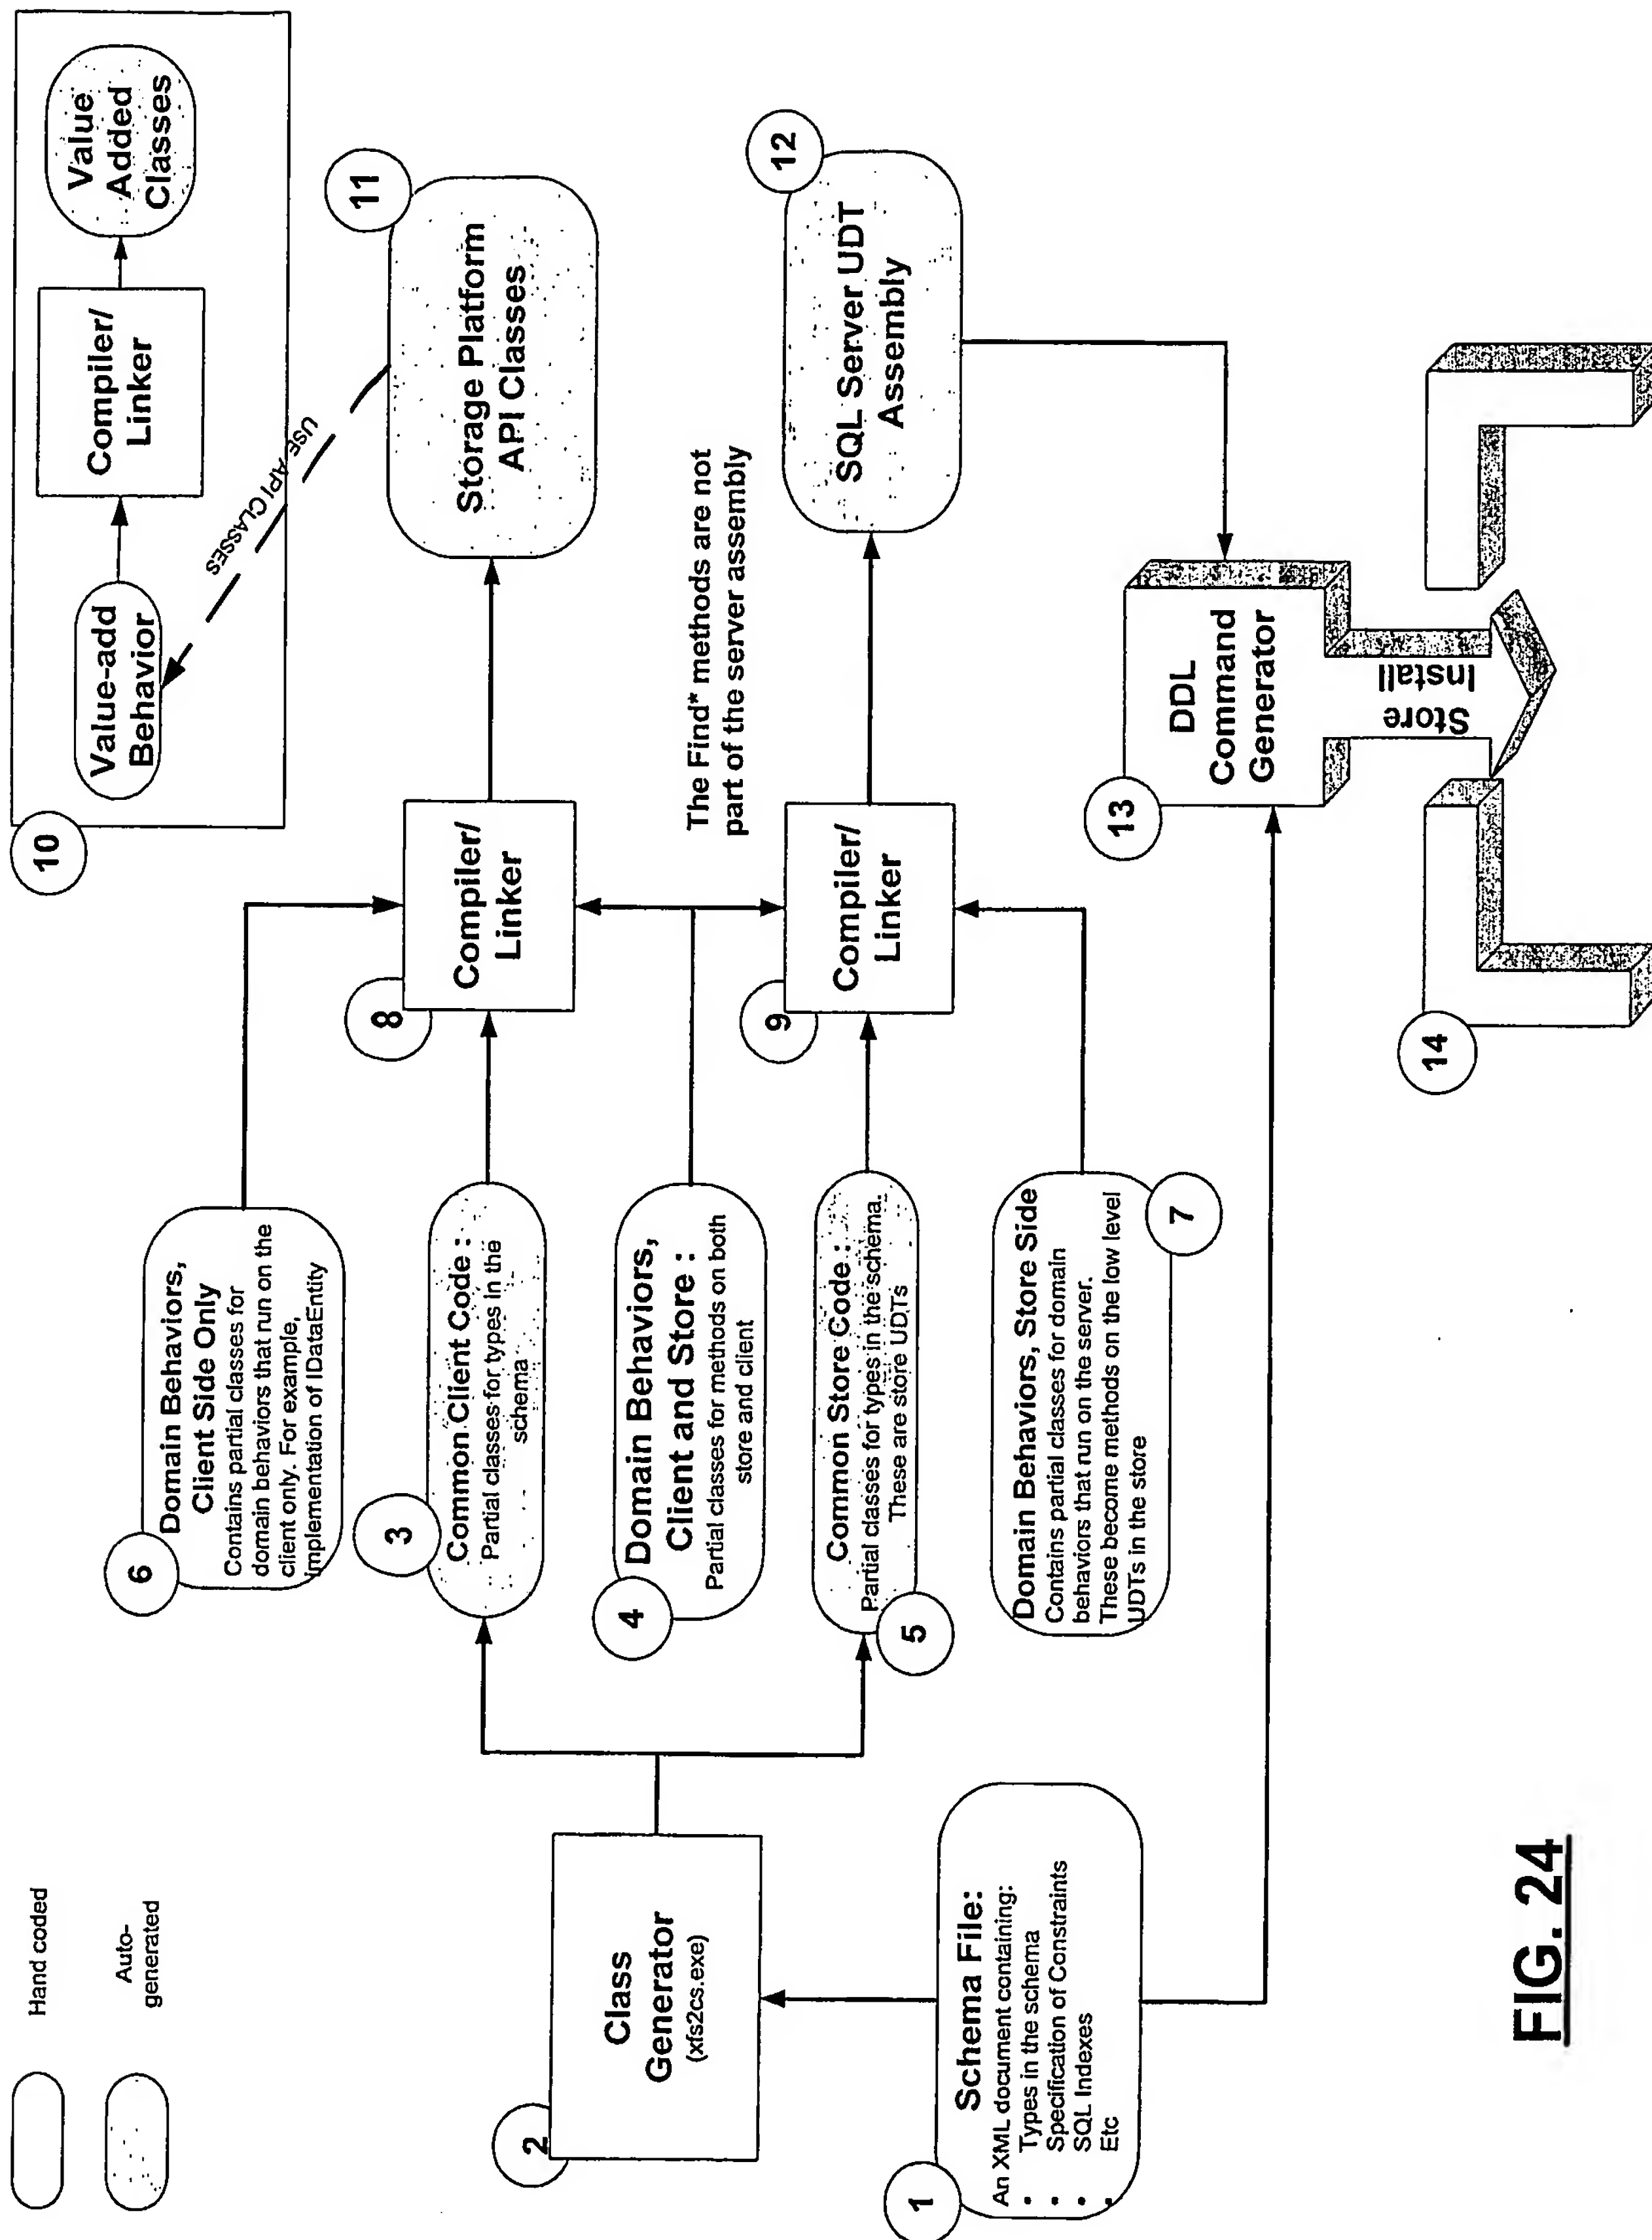 Hand coded
Auto-
generated
10
Value-add
Behavior
Compiler/
Linker
Value
Added
Classes
USE API CLASSES
6
Domain Behaviors,
Client Side Only
Contains partial classes for
domain behaviors that run on the
client only. For example,
Implementation of IDataEntity
3
Common Client Code :
Partial classes for types in the
schema
8
Compiler/
Linker
11
Storage Platform
API Classes
2
Class
Generator
(xfs2cs.exe)
4
Domain Behaviors,
Client and Store :
Partial classes for methods on both
store and client
The Find* methods are not
part of the server assembly
5
Common Store Code :
Partial classes for types in the schema.
These are store UDTs
9
Compiler/
Linker
12
SQL Server UDT
Assembly
1
Schema File:
An XML document containing:
• Types in the schema
• Specification of Constraints
• SQL Indexes
• Etc
7
Domain Behaviors, Store Side
Contains partial classes for domain
behaviors that run on the server.
These become methods on the low level
UDTs in the store
13
DDL
Command
Generator
Store
Install
14
FIG. 24